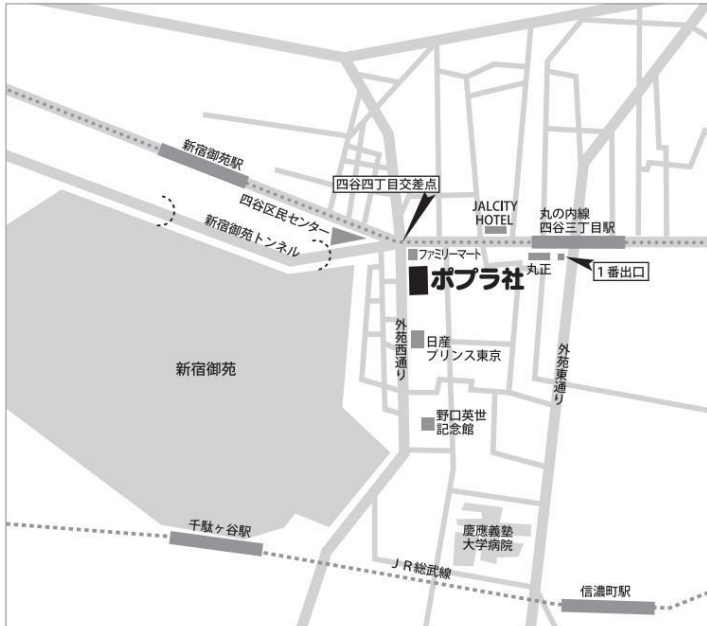 新宿御苑駅
四谷四丁目交差点
四谷区民センター
JALCITY
HOTEL
丸の内線
四谷三丁目駅
新宿御苑トンネル
ファミリーマート
丸正
1番出口
ポプラ社
外苑西通り
日産
プリンス東京
外苑東通り
新宿御苑
野口英世
記念館
千駄ヶ谷駅
慶應義塾
大学病院
JR総武線
信濃町駅